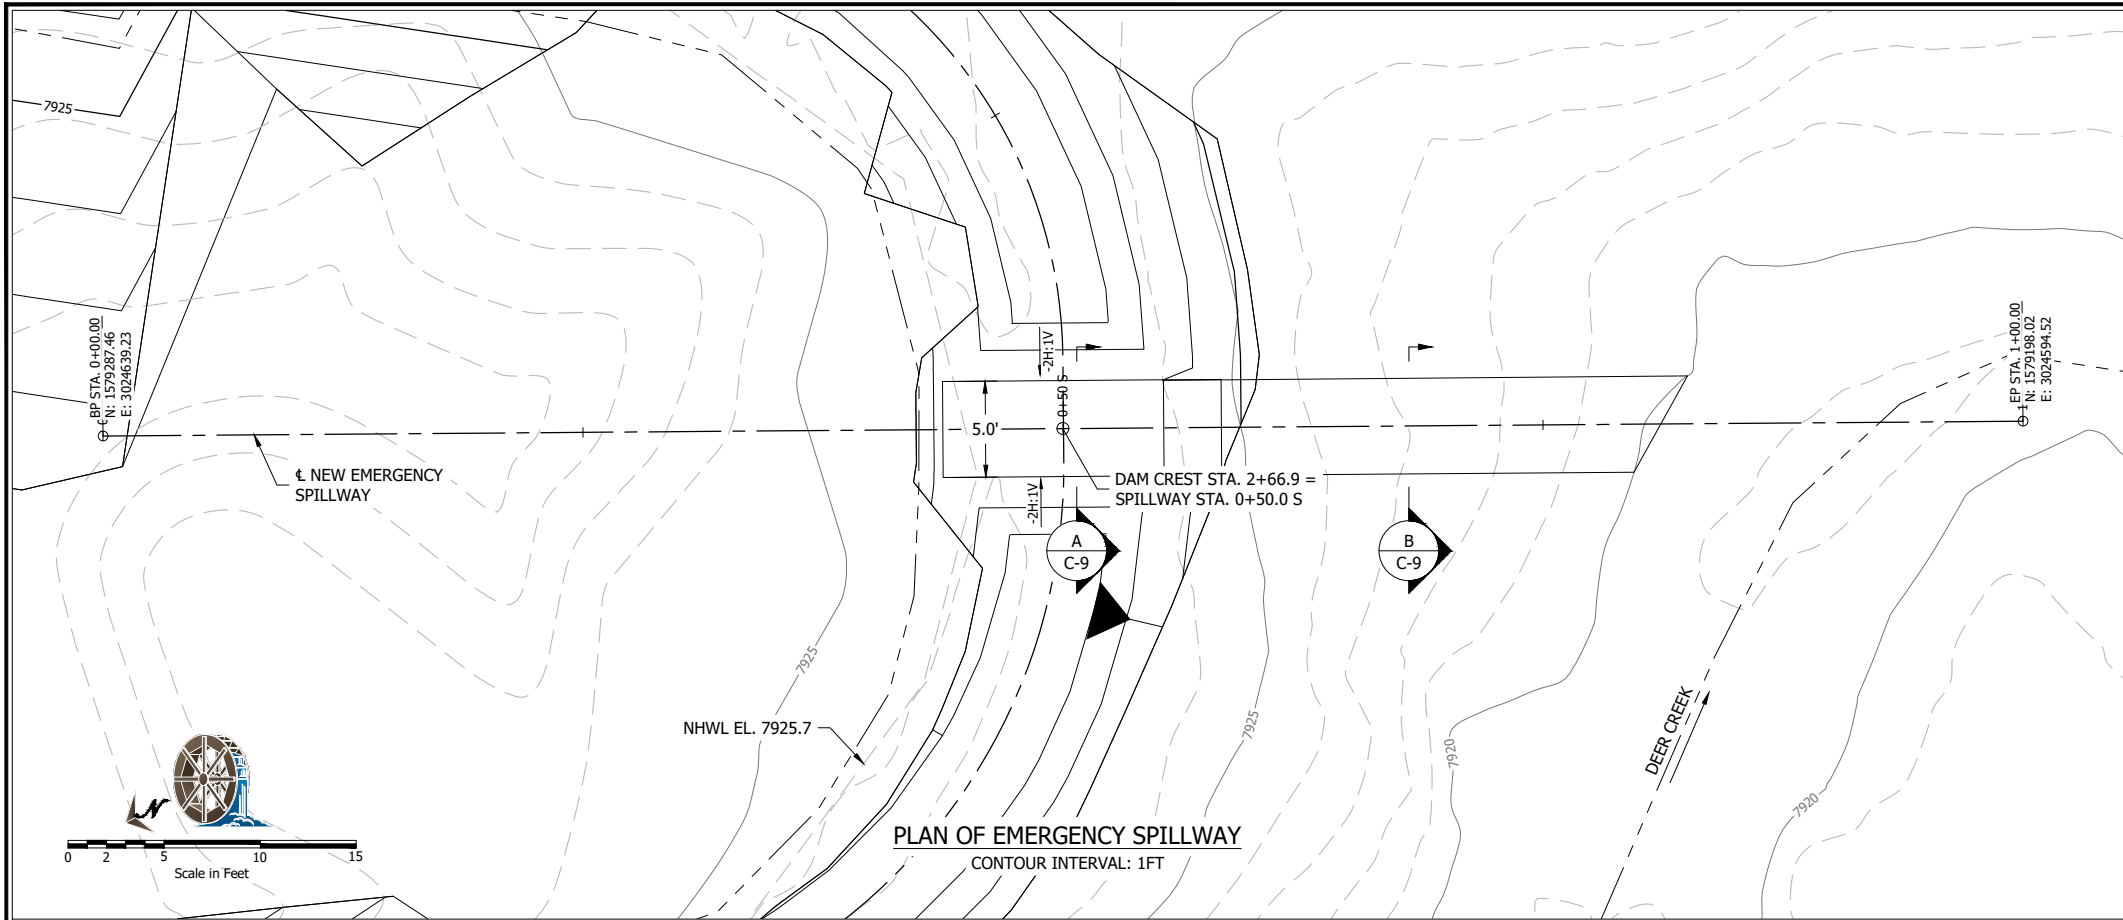 7925
BP STA. 0+00.00
N: 1579287.46
E: 3024639.23
℄ NEW EMERGENCY
SPILLWAY
-2H:1V
0+50 S
5.0'
-2H:1V
DAM CREST STA. 2+66.9 =
SPILLWAY STA. 0+50.0 S
A
C-9
B
C-9
EP STA. 1+00.00
N: 1579198.02
E: 3024594.52
1
7925
NHWL EL. 7925.7
7925
7920
DEER CREEK
7920
N
0 2 5 10 15
Scale in Feet
PLAN OF EMERGENCY SPILLWAY
CONTOUR INTERVAL: 1FT